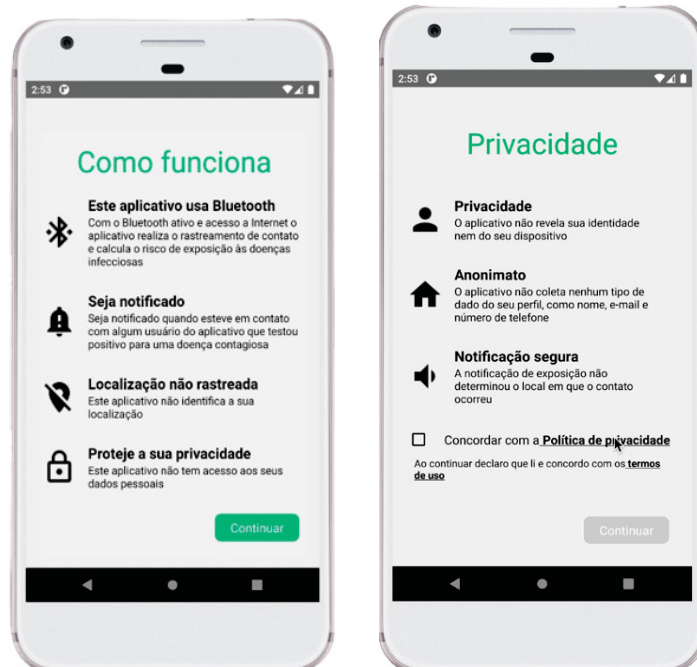 2:53
Como funciona
Este aplicativo usa Bluetooth
Com o Bluetooth ativo e acesso a Internet o
aplicativo realiza o rastreamento de contato
e calcula o risco de exposição às doenças
infecciosas
Seja notificado
Seja notificado quando esteve em contato
com algum usuário do aplicativo que testou
positivo para uma doença contagiosa
Localização não rastreada
Este aplicativo não identifica a sua
localização
Proteje a sua privacidade
Este aplicativo não tem acesso aos seus
dados pessoais
Continuar
2:53
Privacidade
Privacidade
O aplicativo não revela sua identidade
nem do seu dispositivo
Anonimato
O aplicativo não coleta nenhum tipo de
dado do seu perfil, como nome, e-mail e
número de telefone
Notificação segura
A notificação de exposição não
determinou o local em que o contato
ocorreu
Concordar com a Política de privacidade
Ao continuar declaro que li e concordo com os termos
de uso
Continuar